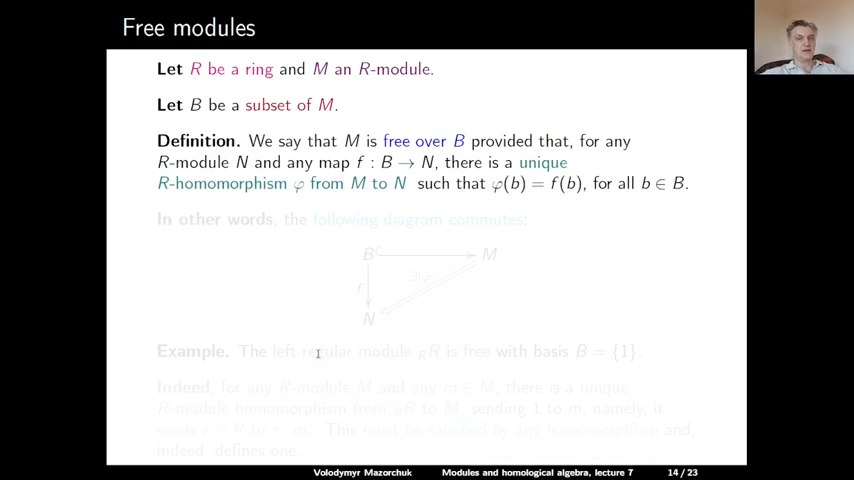 Free modules
Let R be a ring and M an R-module.
Let B be a subset of M.
Definition. We say that M is free over B provided that, for any
R-module N and any map f : B → N, there is a unique
R-homomorphism φ from M to N such that φ(b) = f(b), for all b ∈ B.
In other words, the following diagram commutes:
B M
∃!φ
f
N
Example. The left regular module RR is free with basis B = {1}.
Indeed, for any R-module M and any m ∈ M, there is a unique
R-module homomorphism from RR to M, sending 1 to m, namely, it
sends r ∈ R to r · m. This must be satisfied by any homomorphism and,
indeed, defines one.
Volodymyr Mazorchuk Modules and homological algebra, lecture 7 14 / 23